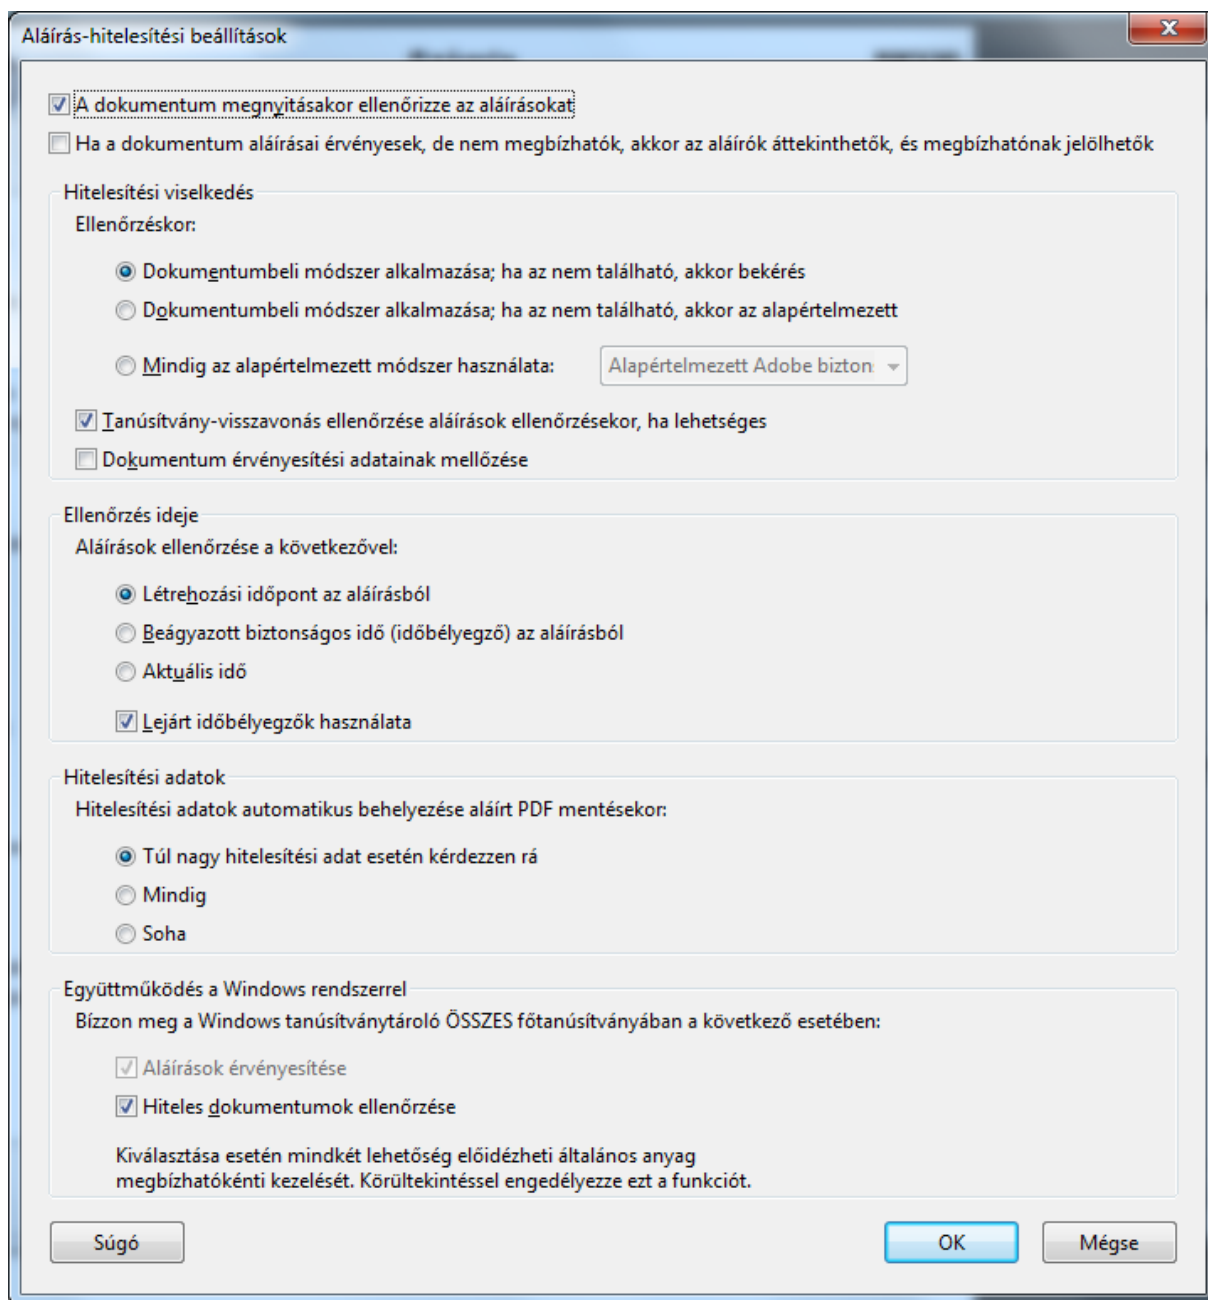 Aláírás-hitelesítési beállítások
A dokumentum megnyitásakor ellenőrizze az aláírásokat
Ha a dokumentum aláírásai érvényesek, de nem megbízhatók, akkor az aláírók áttekinthetők, és megbízhatónak jelölhetők
Hitelesítési viselkedés
Ellenőrzéskor:
Dokumentumbeli módszer alkalmazása; ha az nem található, akkor bekérés
Dokumentumbeli módszer alkalmazása; ha az nem található, akkor az alapértelmezett
Mindig az alapértelmezett módszer használata: Alapértelmezett Adobe bizton
Tanúsítvány-visszavonás ellenőrzése aláírások ellenőrzésekor, ha lehetséges
Dokumentum érvényesítési adatainak mellőzése
Ellenőrzés ideje
Aláírások ellenőrzése a következővel:
Létrehozási időpont az aláírásból
Beágyazott biztonságos idő (időbélyegző) az aláírásból
Aktuális idő
Lejárt időbélyegzők használata
Hitelesítési adatok
Hitelesítési adatok automatikus behelyezése aláírt PDF mentésekor:
Túl nagy hitelesítési adat esetén kérdezzen rá
Mindig
Soha
Együttműködés a Windows rendszerrel
Bízzon meg a Windows tanúsítványtároló ÖSSZES főtanúsítványában a következő esetében:
Aláírások érvényesítése
Hiteles dokumentumok ellenőrzése
Kiválasztása esetén mindkét lehetőség előidézheti általános anyag
megbízhatókénti kezelését. Körültekintéssel engedélyezze ezt a funkciót.
Súgó OK Mégse